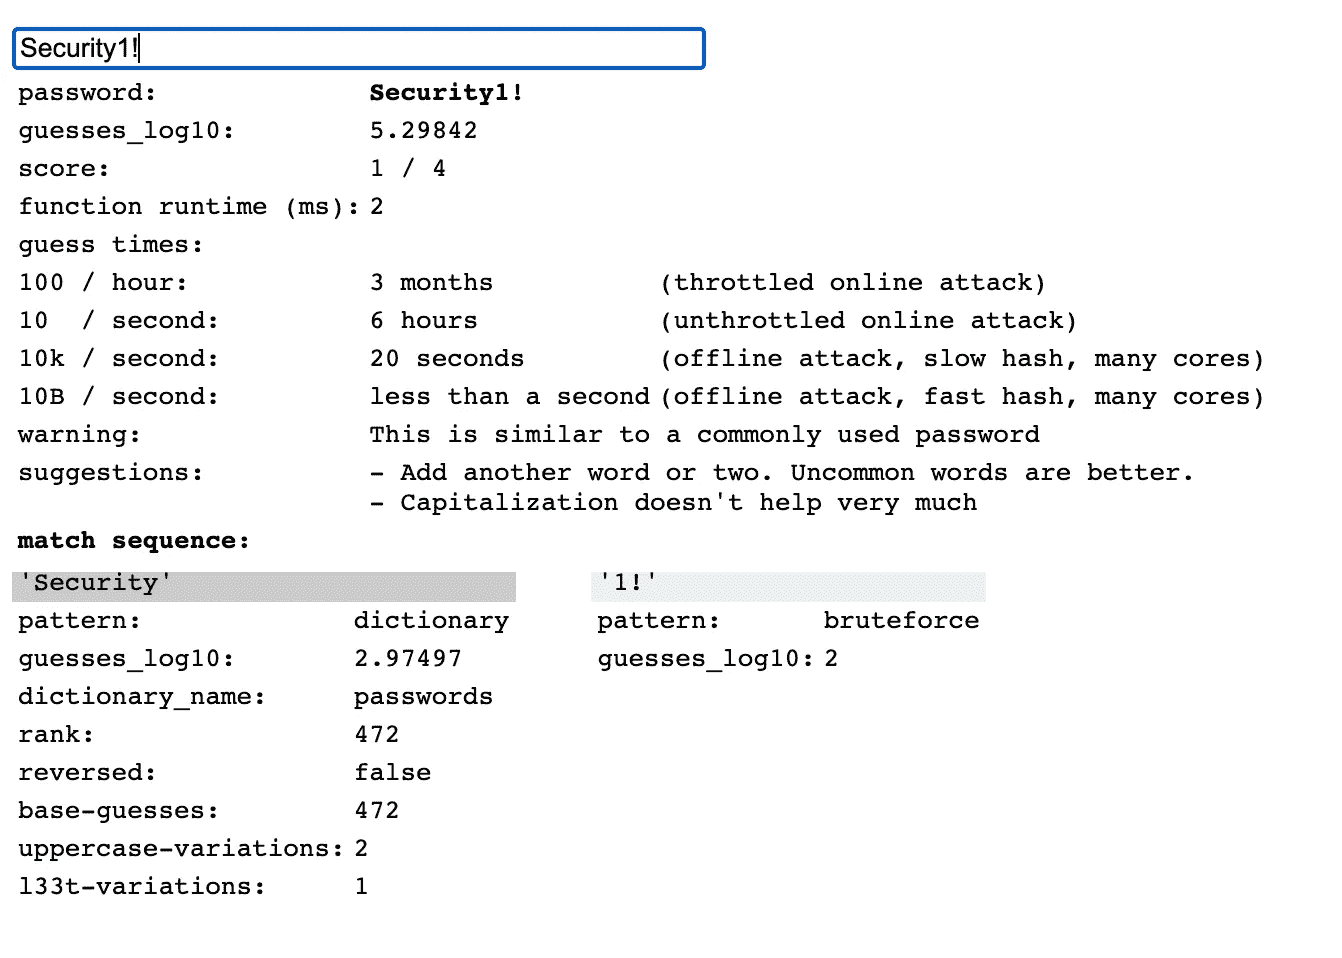 Security1!
password: Security1!
guesses_log10: 5.29842
score: 1 / 4
function runtime (ms): 2
guess times:
100 / hour: 3 months (throttled online attack)
10 / second: 6 hours (unthrottled online attack)
10k / second: 20 seconds (offline attack, slow hash, many cores)
10B / second: less than a second (offline attack, fast hash, many cores)
warning: This is similar to a commonly used password
suggestions: - Add another word or two. Uncommon words are better.
- Capitalization doesn't help very much
match sequence:
'Security' '1!'
pattern: dictionary pattern: bruteforce
guesses_log10: 2.97497 guesses_log10: 2
dictionary_name: passwords
rank: 472
reversed: false
base-guesses: 472
uppercase-variations: 2
l33t-variations: 1